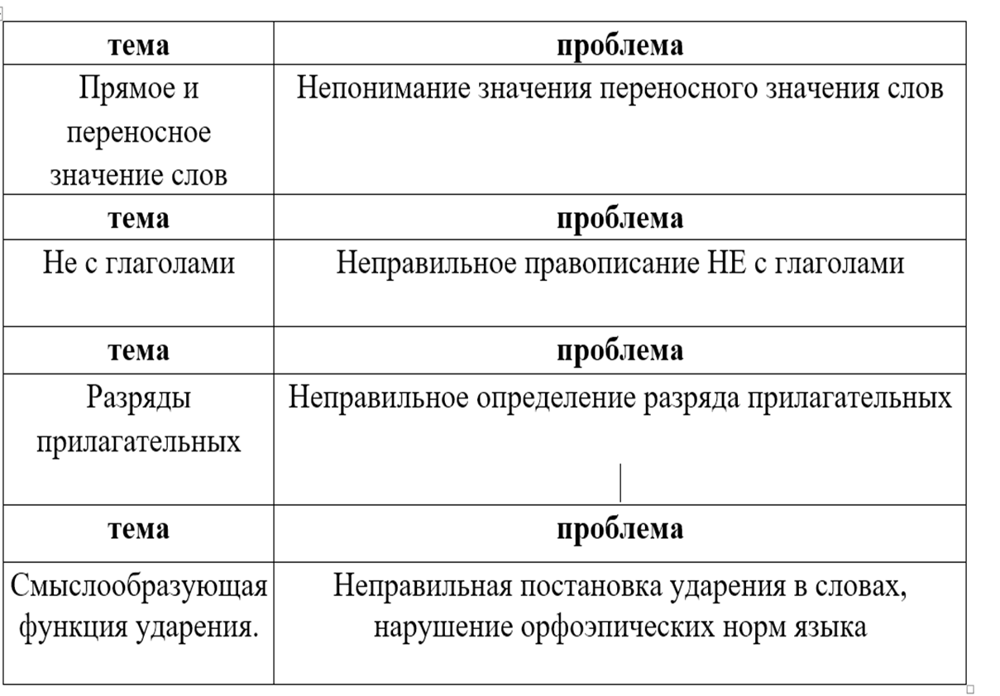 тема
проблема
Прямое и
переносное
значение слов
Непонимание значения переносного значения слов
тема
проблема
Не с глаголами
Неправильное правописание НЕ с глаголами
тема
проблема
Разряды
прилагательных
Неправильное определение разряда прилагательных
тема
проблема
Смыслообразующая
функция ударения.
Неправильная постановка ударения в словах,
нарушение орфоэпических норм языка